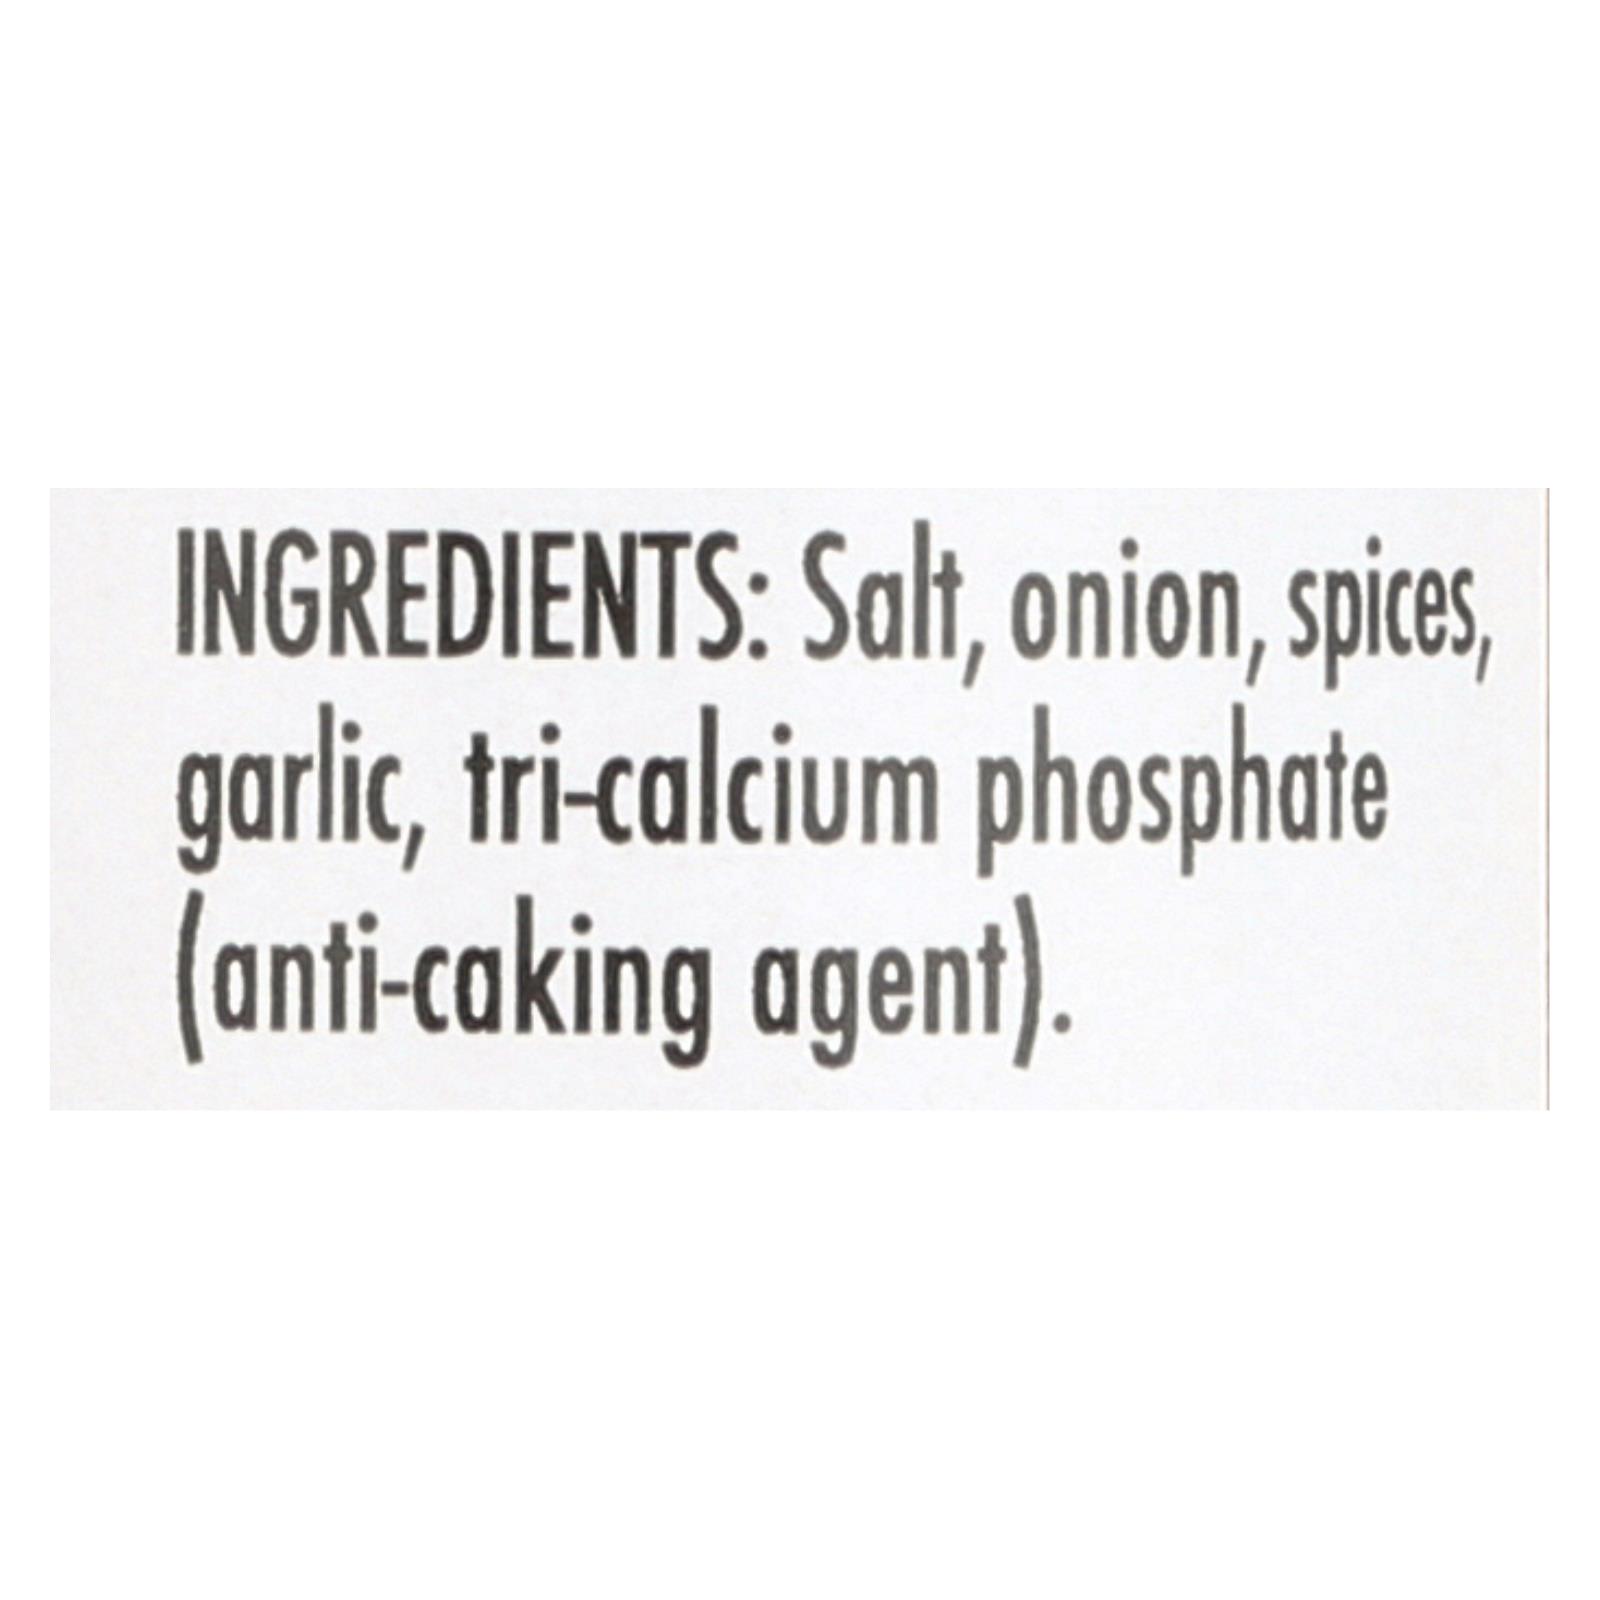 INGREDIENTS: Salt, onion, spices,
garlic, tri-calcium phosphate
(anti-caking agent).